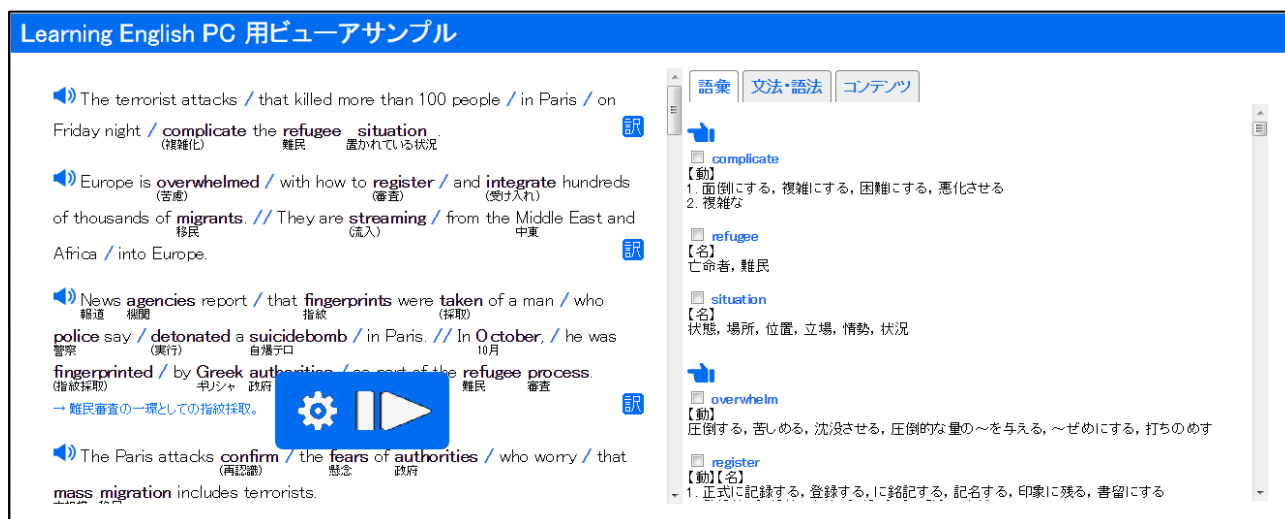 Learning English PC 用ビューアサンプル
The terrorist attacks / that killed more than 100 people / in Paris / on
Friday night / complicate the refugee situation . 訳
(複雑化) 難民 置かれている状況
Europe is overwhelmed / with how to register / and integrate hundreds
(苦慮) (審査) (受け入れ)
of thousands of migrants. // They are streaming / from the Middle East and
移民 (流入) 中東
Africa / into Europe. 訳
News agencies report / that fingerprints were taken of a man / who
報道 機関 指紋 (採取)
police say / detonated a suicidebomb / in Paris. // In October, / he was
警察 (実行) 自爆テロ 10月
fingerprinted / by Greek the refugee process.
(指紋採取) ギリシャ 政府 難民 審査
→ 難民審査の一環としての指紋採取。 訳
The Paris attacks confirm / the fears of authorities / who worry / that
(再認識) 懸念 政府
mass migration includes terrorists.
語彙 文法・語法 コンテンツ
complicate
【動】
1. 面倒にする, 複雑にする, 困難にする, 悪化させる
2. 複雑な
refugee
【名】
亡命者, 難民
situation
【名】
状態, 場所, 位置, 立場, 情勢, 状況
overwhelm
【動】
圧倒する, 苦しめる, 沈没させる, 圧倒的な量の〜を与える, 〜ぜめにする, 打ちのめす
register
【動】【名】
1. 正式に記録する, 登録する, に銘記する, 記名する, 印象に残る, 書留にする